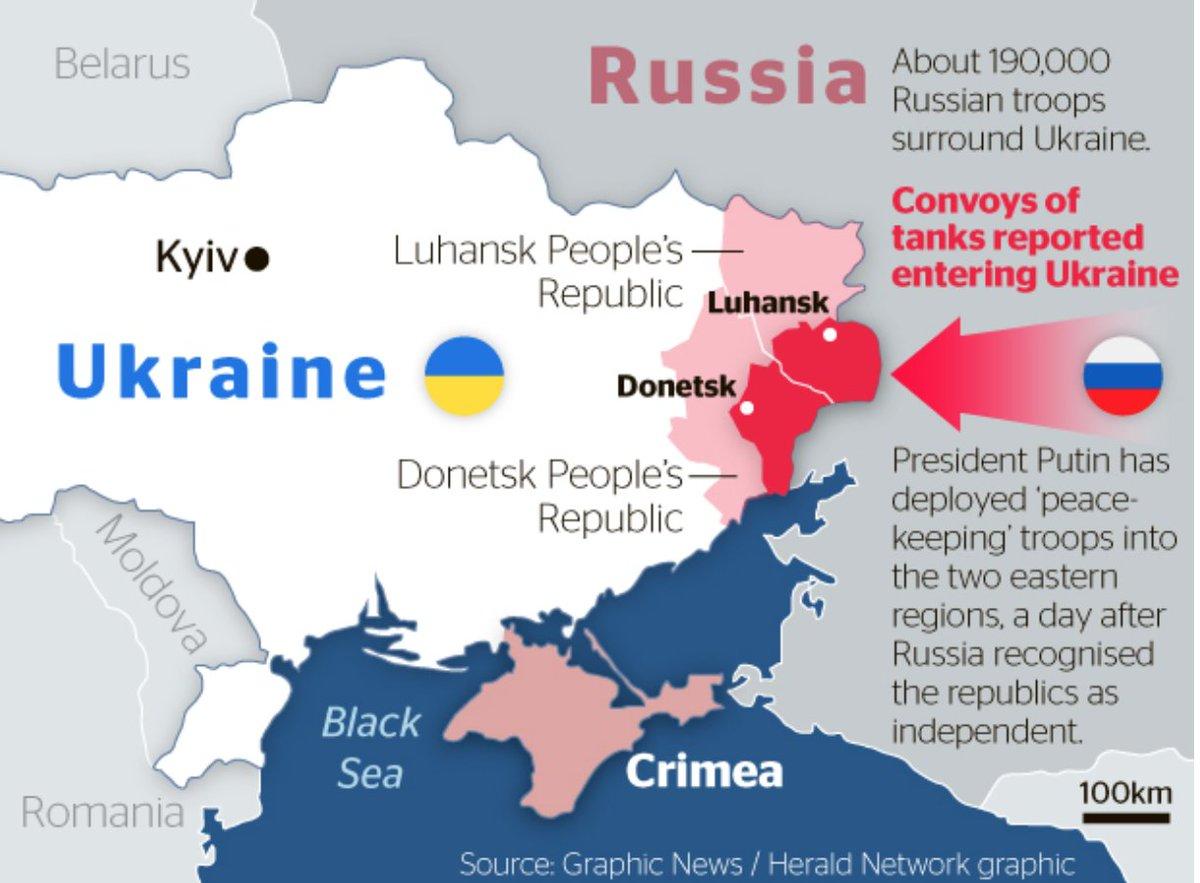 Belarus
Russia
About 190,000
Russian troops
surround Ukraine.
Convoys of
tanks reported
entering Ukraine
Kyiv
Luhansk People’s
Republic
Luhansk
Ukraine
Donetsk
Donetsk People’s
Republic
President Putin has
deployed ‘peace-
keeping’ troops into
the two eastern
regions, a day after
Russia recognised
the republics as
independent.
Moldova
Black
Sea
Crimea
Romania
100km
Source: Graphic News / Herald Network graphic